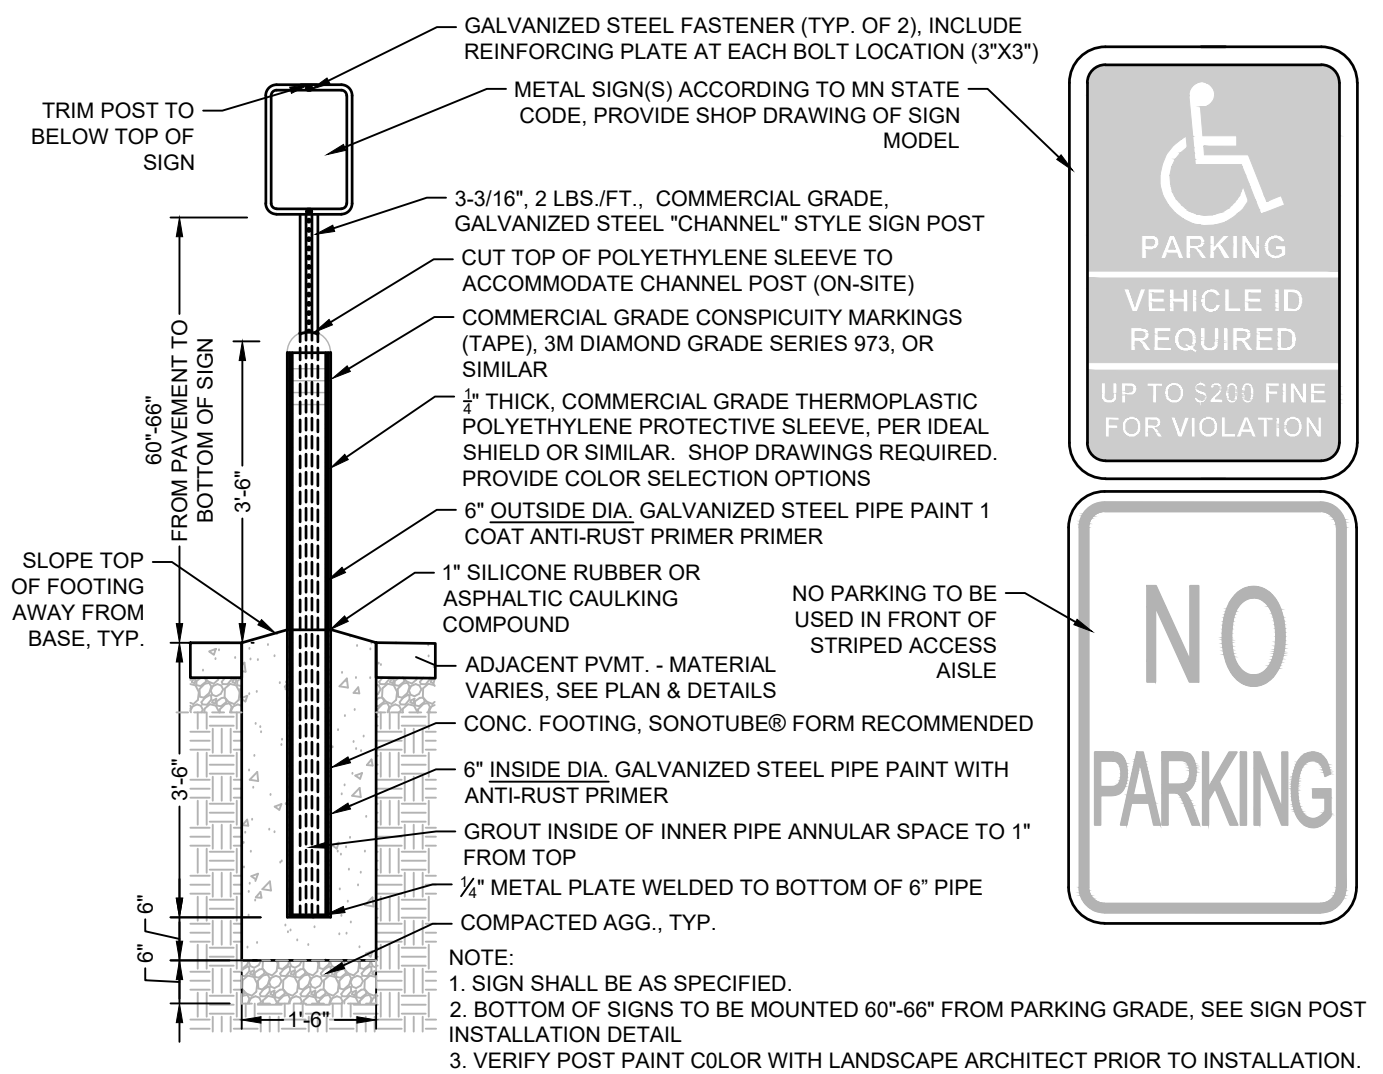 GALVANIZED STEEL FASTENER (TYP. OF 2), INCLUDE
REINFORCING PLATE AT EACH BOLT LOCATION (3"X3")
METAL SIGN(S) ACCORDING TO MN STATE
CODE, PROVIDE SHOP DRAWING OF SIGN
MODEL
TRIM POST TO
BELOW TOP OF
SIGN
3-3/16", 2 LBS./FT., COMMERCIAL GRADE,
GALVANIZED STEEL "CHANNEL" STYLE SIGN POST
CUT TOP OF POLYETHYLENE SLEEVE TO
ACCOMMODATE CHANNEL POST (ON-SITE)
COMMERCIAL GRADE CONSPICUITY MARKINGS
(TAPE), 3M DIAMOND GRADE SERIES 973, OR
SIMILAR
1/4" THICK, COMMERCIAL GRADE THERMOPLASTIC
POLYETHYLENE PROTECTIVE SLEEVE, PER IDEAL
SHIELD OR SIMILAR. SHOP DRAWINGS REQUIRED.
PROVIDE COLOR SELECTION OPTIONS
6" OUTSIDE DIA. GALVANIZED STEEL PIPE PAINT 1
COAT ANTI-RUST PRIMER PRIMER
1" SILICONE RUBBER OR
ASPHALTIC CAULKING
COMPOUND
ADJACENT PVMT. - MATERIAL
VARIES, SEE PLAN & DETAILS
CONC. FOOTING, SONOTUBE® FORM RECOMMENDED
6" INSIDE DIA. GALVANIZED STEEL PIPE PAINT WITH
ANTI-RUST PRIMER
GROUT INSIDE OF INNER PIPE ANNULAR SPACE TO 1"
FROM TOP
1/4" METAL PLATE WELDED TO BOTTOM OF 6” PIPE
COMPACTED AGG., TYP.
60"-66"
FROM PAVEMENT TO
BOTTOM OF SIGN
3'-6"
SLOPE TOP
OF FOOTING
AWAY FROM
BASE, TYP.
3'-6"
6"
6"
1'-6"
NOTE:
1. SIGN SHALL BE AS SPECIFIED.
2. BOTTOM OF SIGNS TO BE MOUNTED 60"-66" FROM PARKING GRADE, SEE SIGN POST
INSTALLATION DETAIL
3. VERIFY POST PAINT C0LOR WITH LANDSCAPE ARCHITECT PRIOR TO INSTALLATION.
PARKING
VEHICLE ID
REQUIRED
UP TO $200 FINE
FOR VIOLATION
NO PARKING TO BE
USED IN FRONT OF
STRIPED ACCESS
AISLE
NO
PARKING